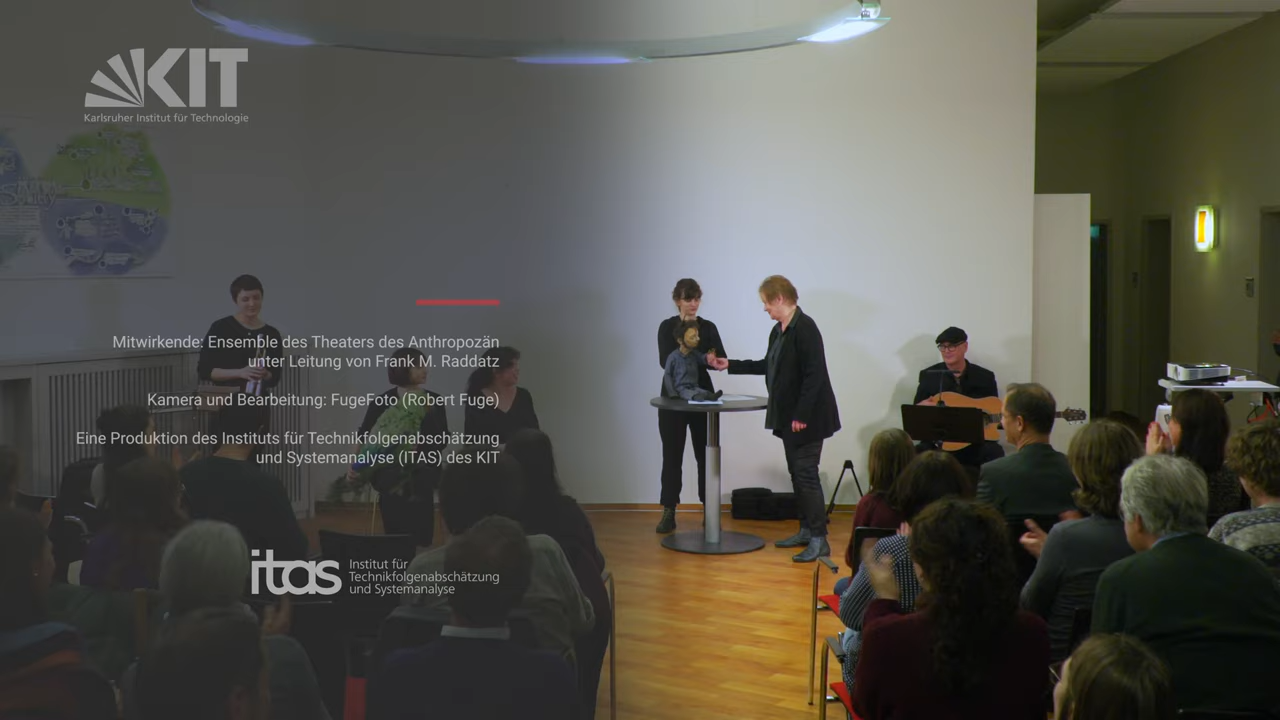 KIT
Karlsruher Institut für Technologie
Mitwirkende: Ensemble des Theaters des Anthropozän
unter Leitung von Frank M. Raddatz
Kamera und Bearbeitung: FugeFoto (Robert Fuge)
Eine Produktion des Instituts für Technikfolgenabschätzung
und Systemanalyse (ITAS) des KIT
itas
Institut für
Technikfolgenabschätzung
und Systemanalyse